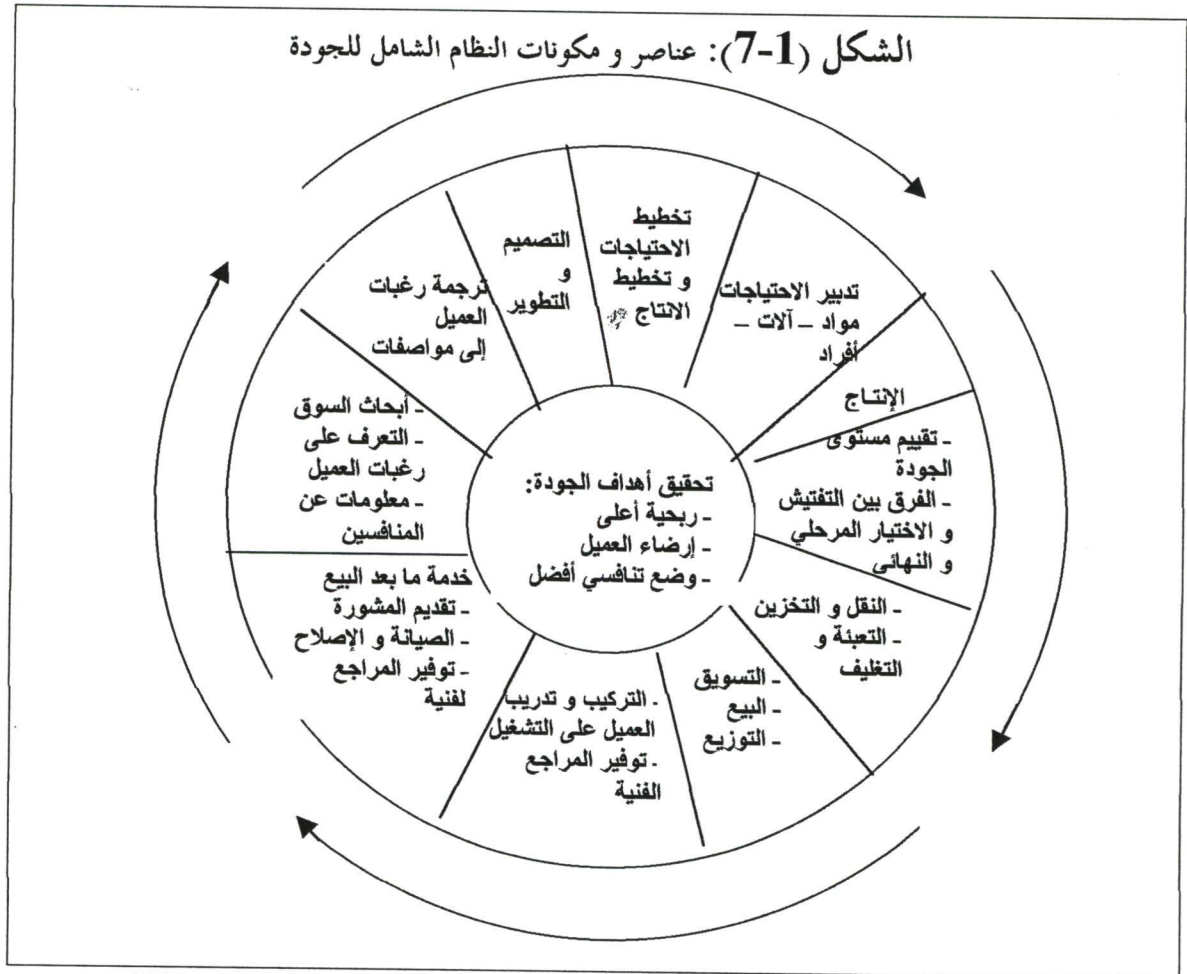 الشكل (1-7): عناصر و مكونات النظام الشامل للجودة
تخطيط
الاحتياجات
و تخطيط
الانتاج
تدبير الاحتياجات
مواد – آلات –
أفراد
الإنتاج
- تقييم مستوى
الجودة
- الفرق بين التفتيش
و الاختيار المرحلي
و النهائي
- النقل و التخزين
- التعبئة و
التغليف
- التسويق
- البيع
- التوزيع
- التركيب و تدريب
العميل على التشغيل
- توفير المراجع
الفنية
خدمة ما بعد البيع
- تقديم المشورة
- الصيانة و الإصلاح
- توفير المراجع
لفنية
- أبحاث السوق
- التعرف على
رغبات العميل
- معلومات عن
المنافسين
ترجمة رغبات
العميل
إلى مواصفات
التصميم
و
التطوير
تحقيق أهداف الجودة:
- ربحية أعلى
- إرضاء العميل
- وضع تنافسي أفضل